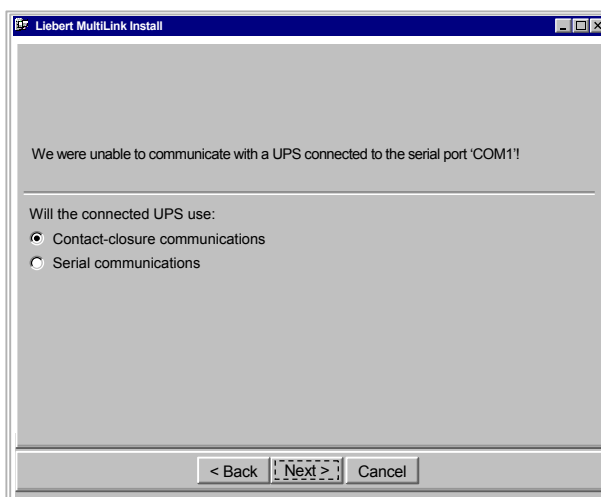 Liebert MultiLink Install
We were unable to communicate with a UPS connected to the serial port ‘COM1’!
Will the connected UPS use:
Contact-closure communications
Serial communications
< Back Next > Cancel